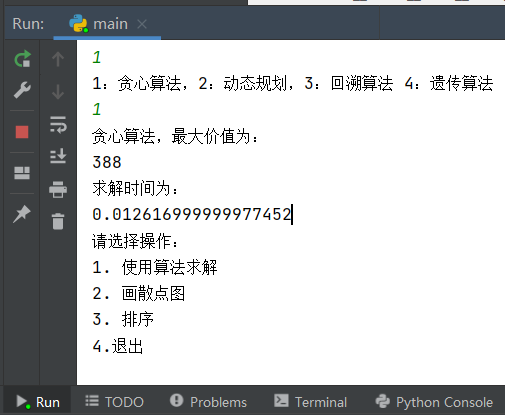 Run: main
1
1: 贪心算法，2: 动态规划，3: 回溯算法 4: 遗传算法
1
贪心算法，最大价值为:
388
求解时间为:
0.012616999999977452
请选择操作:
1. 使用算法求解
2. 画散点图
3. 排序
4.退出
Run TODO Problems Terminal Python Console